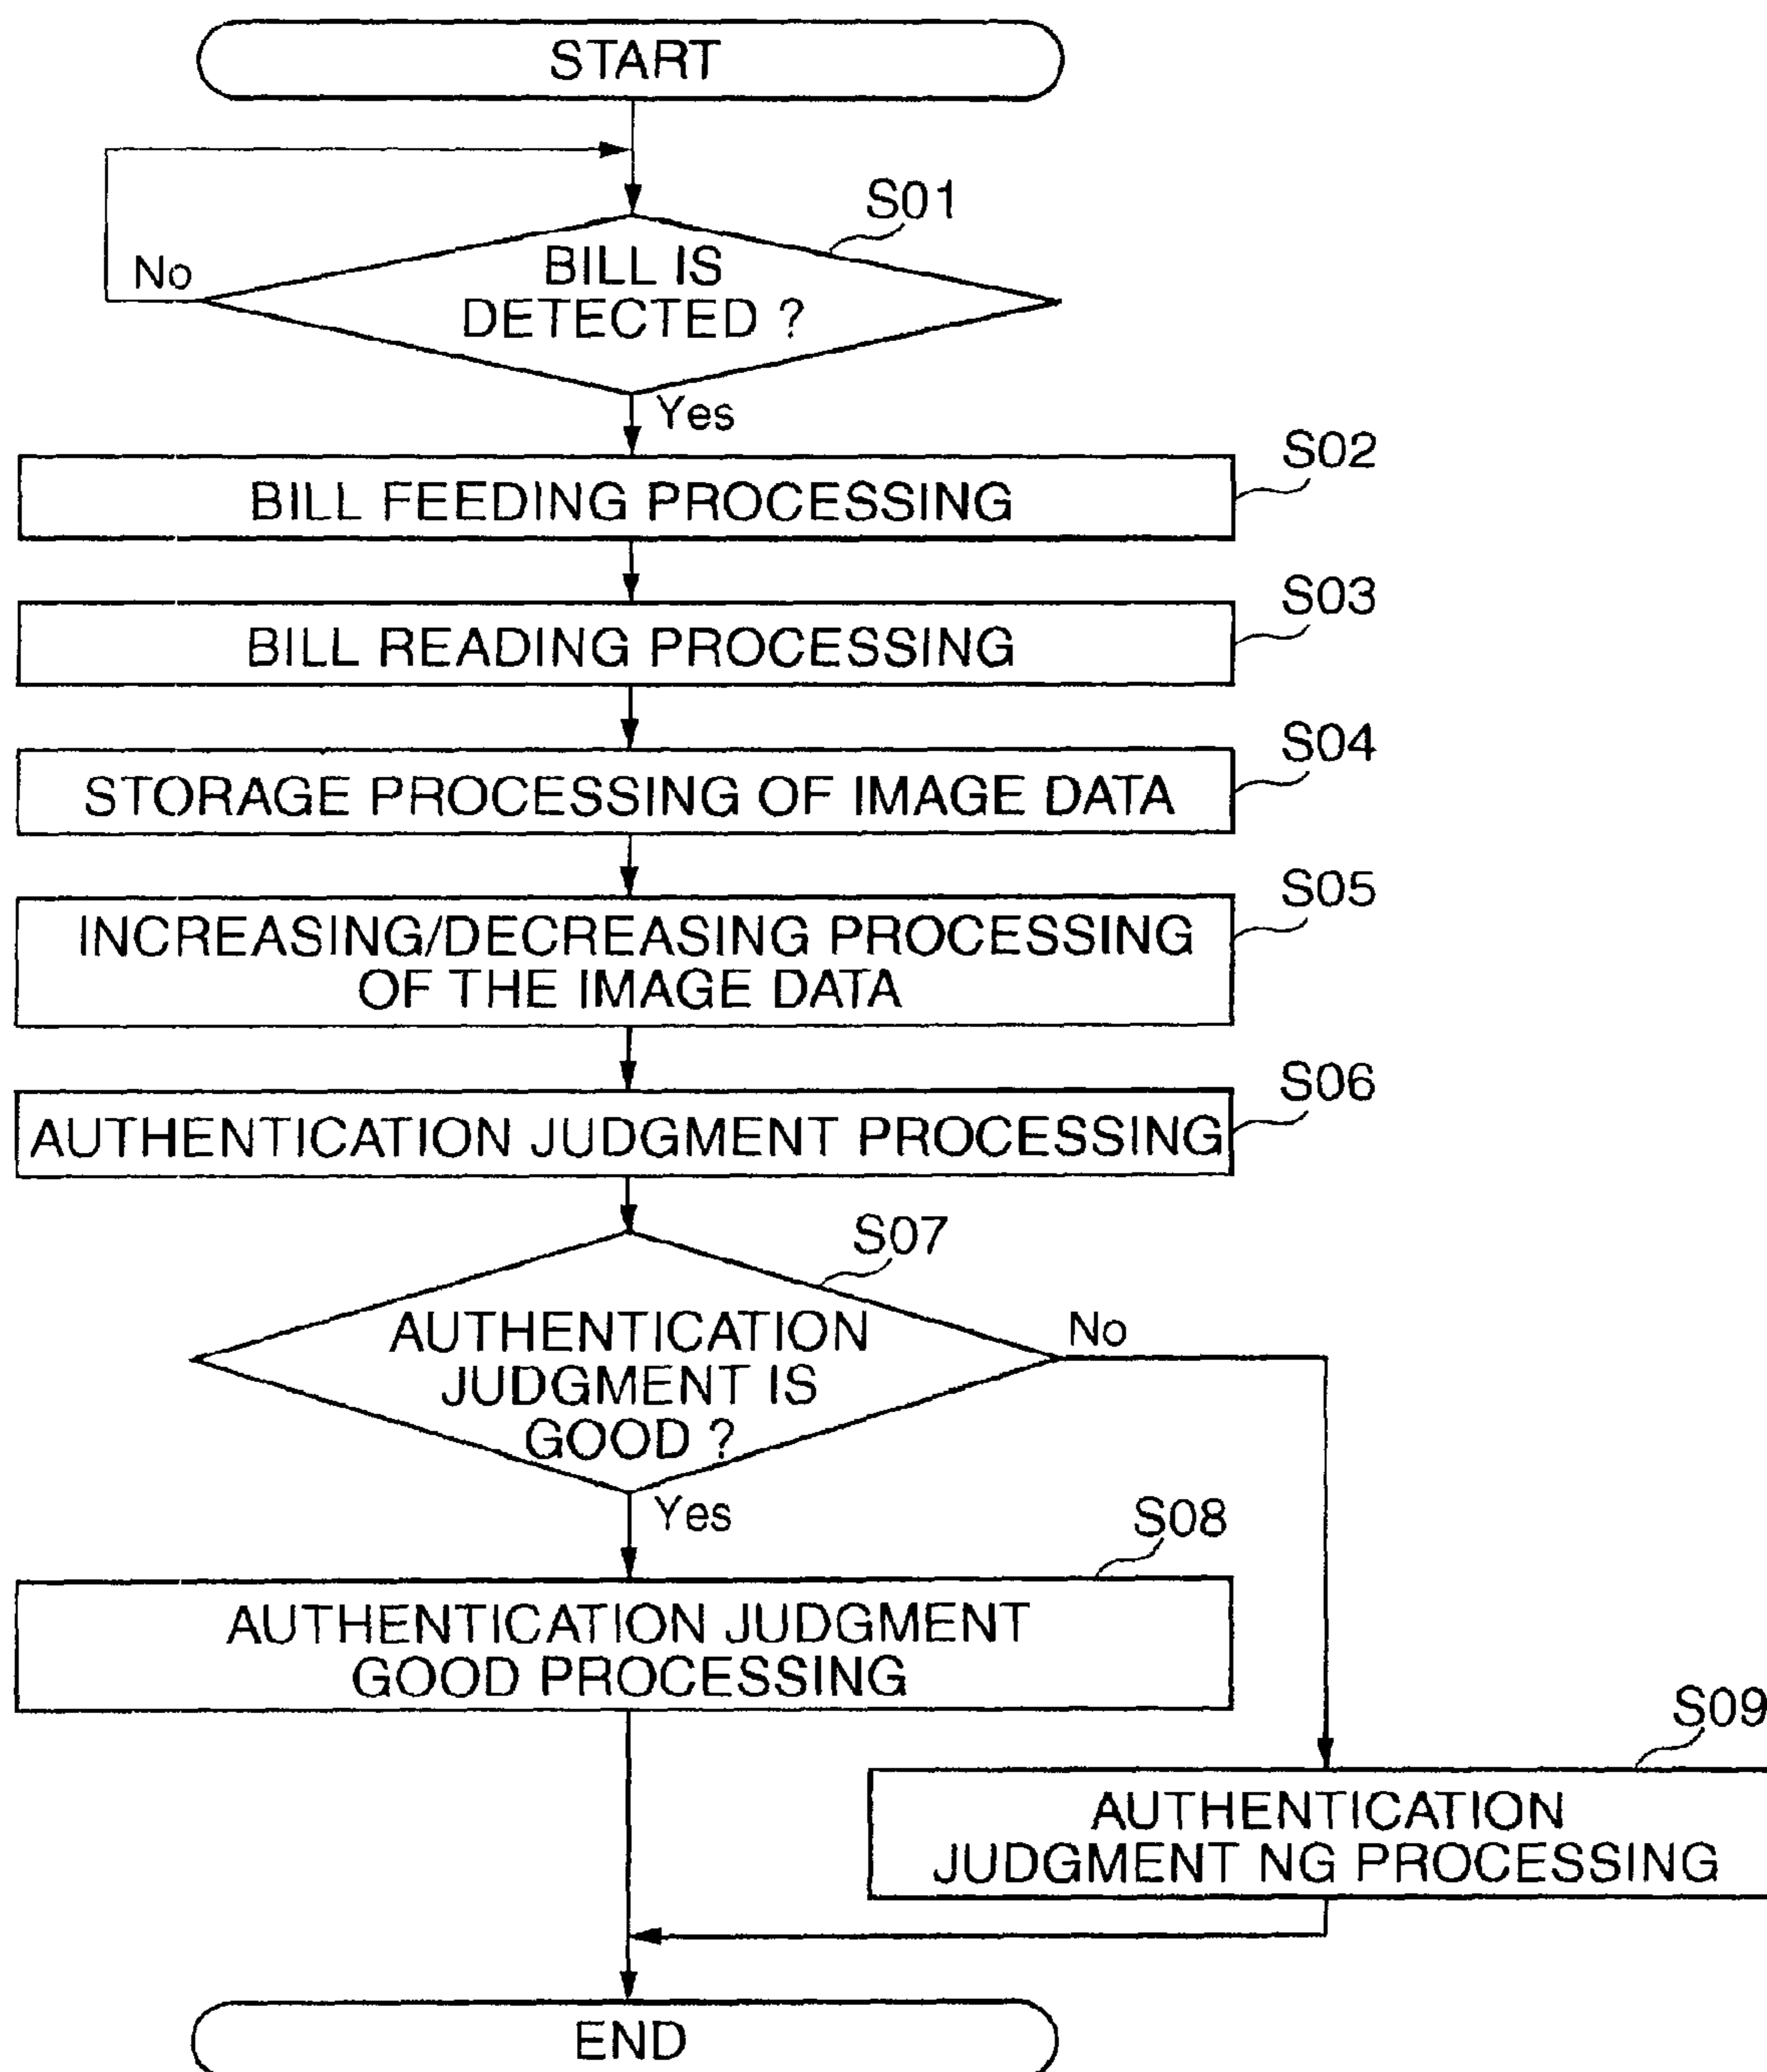 START
S01
No
BILL IS
DETECTED ?
Yes
S02
BILL FEEDING PROCESSING
S03
BILL READING PROCESSING
S04
STORAGE PROCESSING OF IMAGE DATA
S05
INCREASING/DECREASING PROCESSING
OF THE IMAGE DATA
S06
AUTHENTICATION JUDGMENT PROCESSING
S07
No
AUTHENTICATION
JUDGMENT IS
GOOD ?
Yes
S08
AUTHENTICATION JUDGMENT
GOOD PROCESSING
S09
AUTHENTICATION
JUDGMENT NG PROCESSING
END